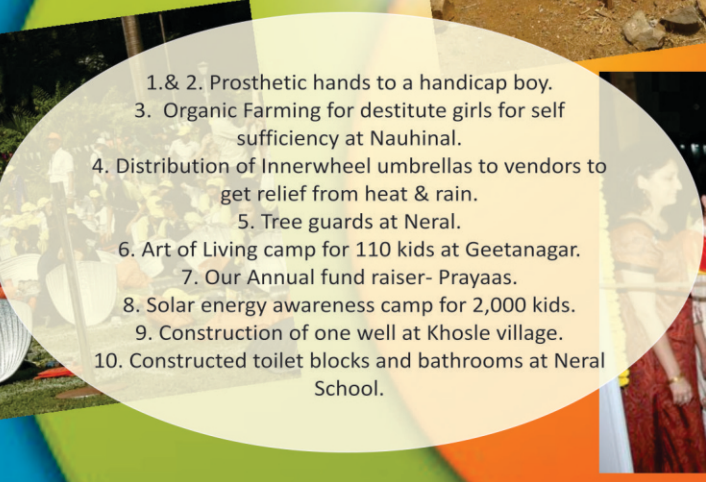 1.& 2. Prosthetic hands to a handicap boy.
3. Organic Farming for destitute girls for self
sufficiency at Nauhinal.
4. Distribution of Innerwheel umbrellas to vendors to
get relief from heat & rain.
5. Tree guards at Neral.
6. Art of Living camp for 110 kids at Geetanagar.
7. Our Annual fund raiser- Prayaas.
8. Solar energy awareness camp for 2,000 kids.
9. Construction of one well at Khosle village.
10. Constructed toilet blocks and bathrooms at Neral
School.